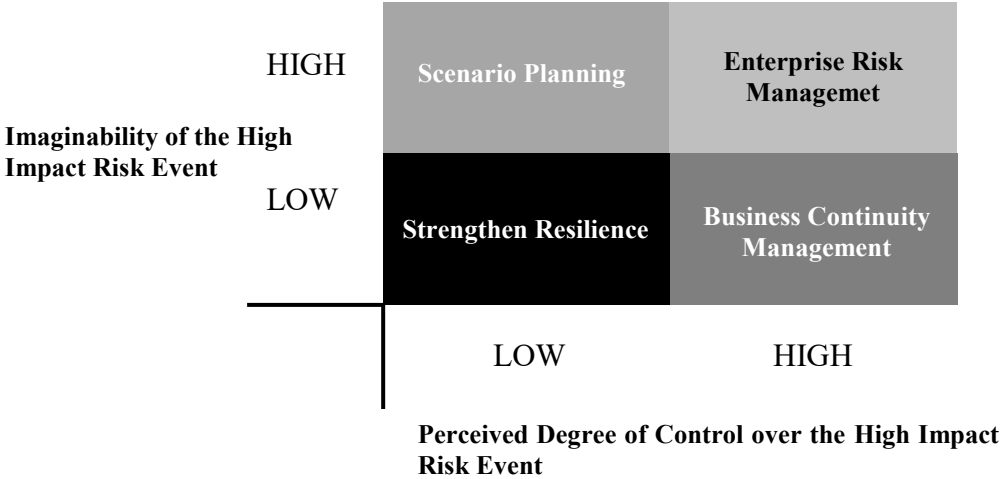 HIGH
Scenario Planning
Enterprise Risk
Managemet
Imaginability of the High
Impact Risk Event
LOW
Strengthen Resilience
Business Continuity
Management
LOW
HIGH
Perceived Degree of Control over the High Impact
Risk Event